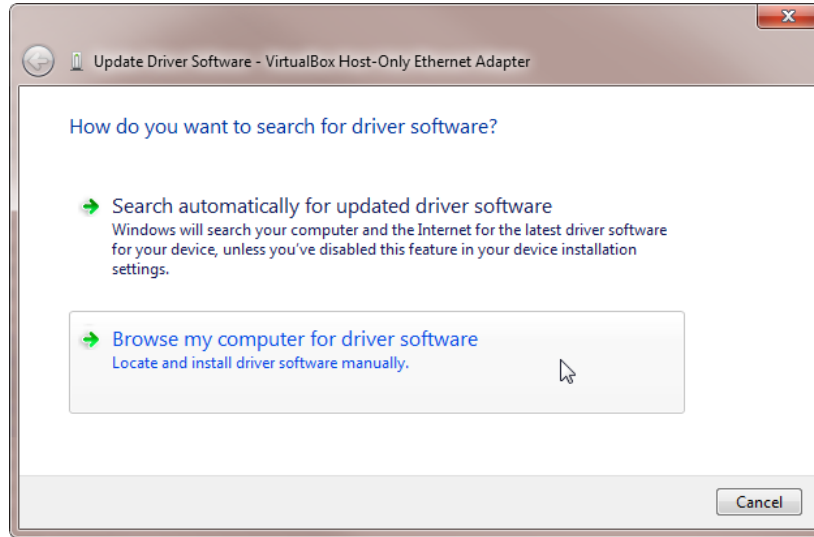 Update Driver Software - VirtualBox Host-Only Ethernet Adapter
How do you want to search for driver software?
Search automatically for updated driver software
Windows will search your computer and the Internet for the latest driver software
for your device, unless you've disabled this feature in your device installation
settings.
Browse my computer for driver software
Locate and install driver software manually.
Cancel